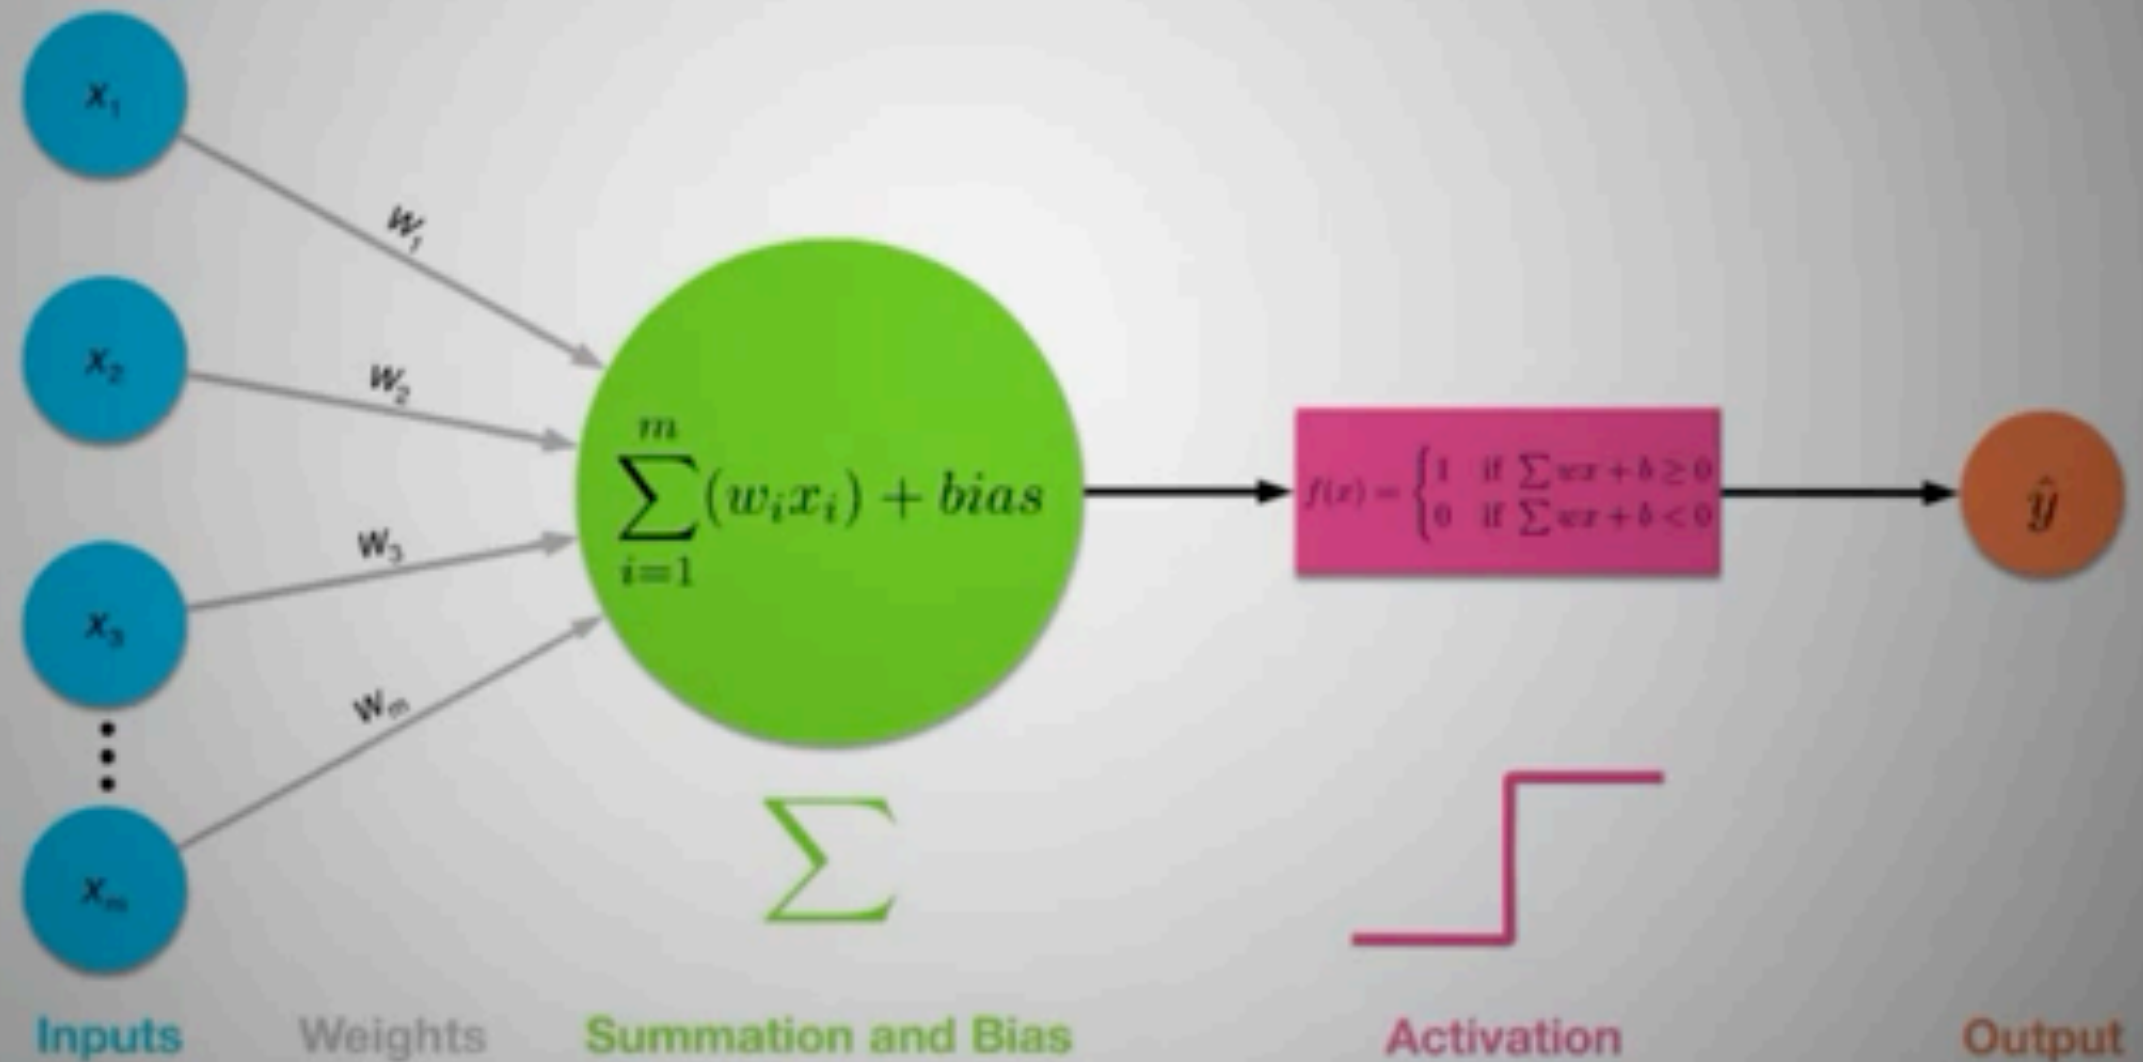 x₁
x₂
x₃
xₘ
w₁
w₂
w₃
wₘ
m
∑(wᵢxᵢ) + bias
i=1
f(x) = { 1 if ∑ wx + b ≥ 0
0 if ∑ wx + b < 0
ŷ
∑
Inputs
Weights
Summation and Bias
Activation
Output